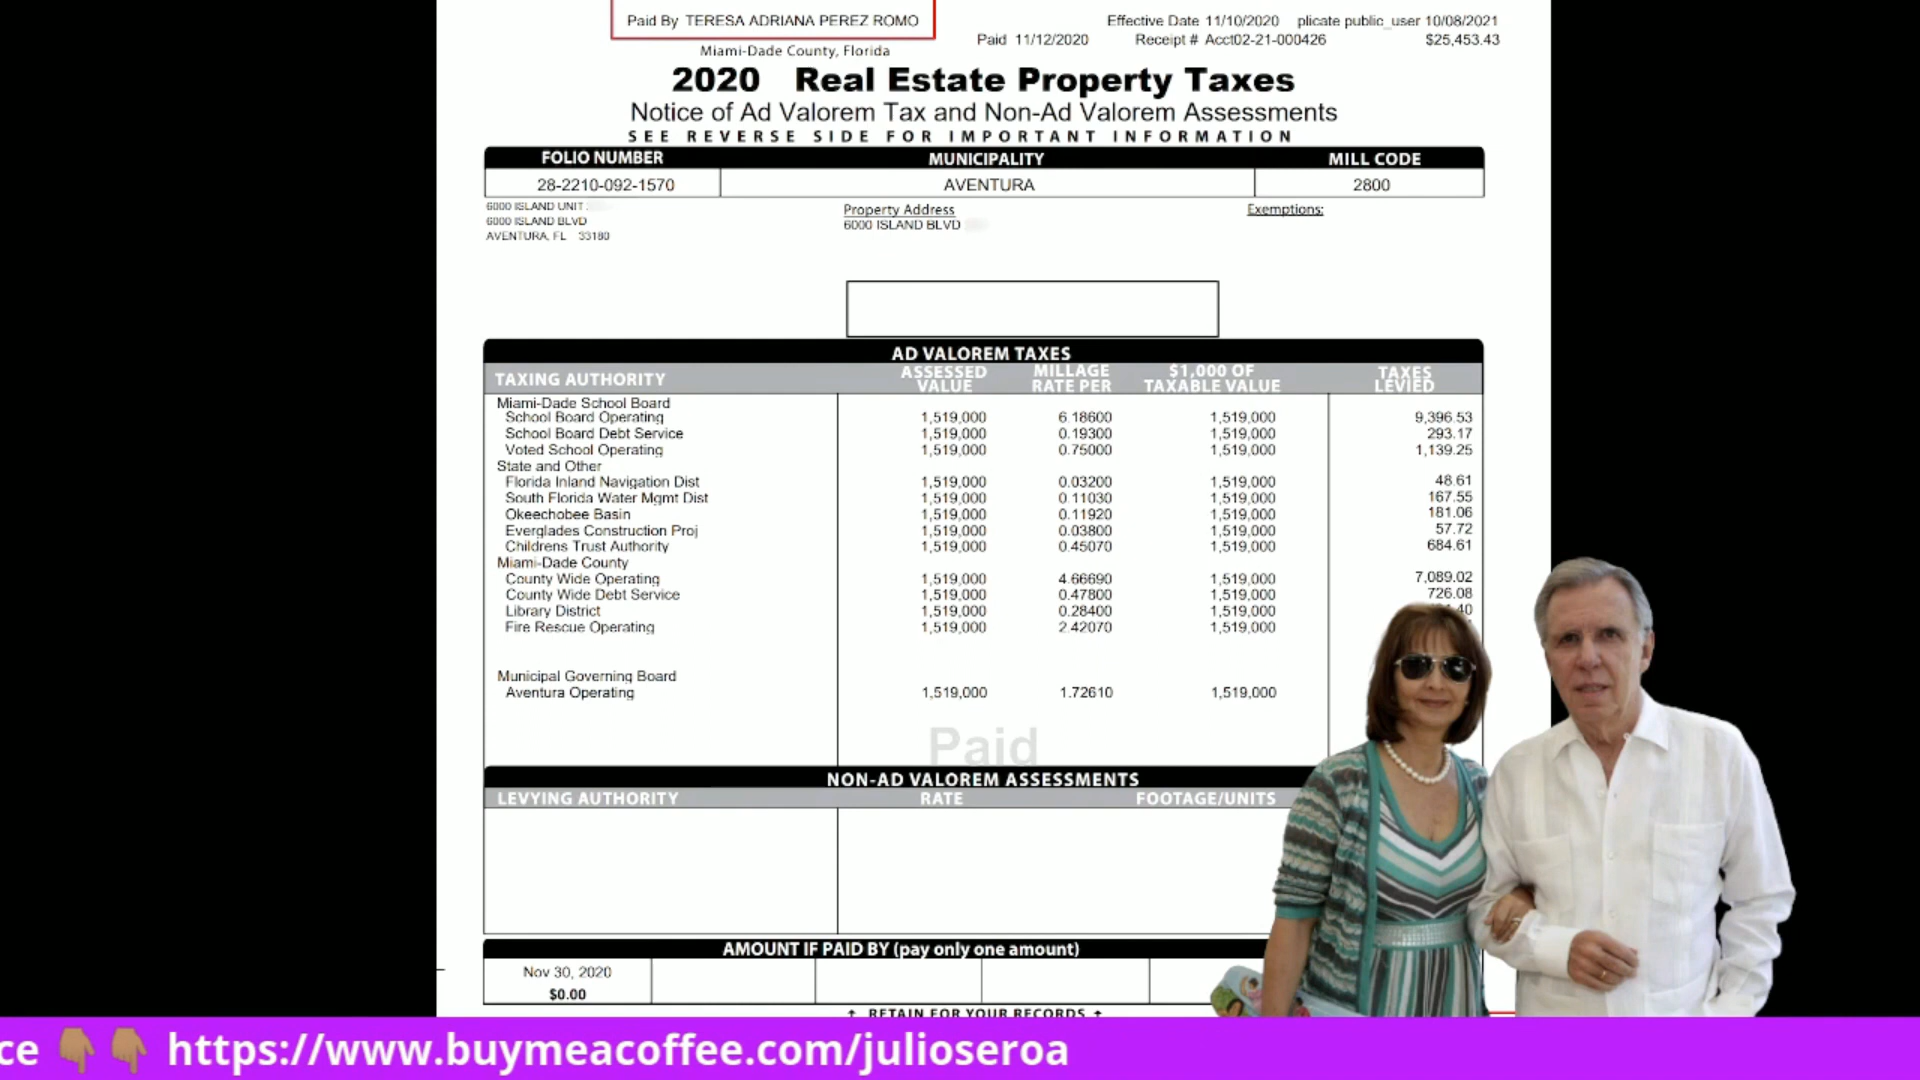 Paid By TERESA ADRIANA PEREZ ROMO
Effective Date 11/10/2020 plicate public_user 10/08/2021
Paid 11/12/2020 Receipt # Acct02-21-000426 $25,453.43
Miami-Dade County, Florida
2020 Real Estate Property Taxes
Notice of Ad Valorem Tax and Non-Ad Valorem Assessments
SEE REVERSE SIDE FOR IMPORTANT INFORMATION
FOLIO NUMBER MUNICIPALITY MILL CODE
28-2210-092-1570 AVENTURA 2800
6000 ISLAND UNIT:
6000 ISLAND BLVD
AVENTURA, FL 33180
Property Address
6000 ISLAND BLVD
Exemptions:
AD VALOREM TAXES
TAXING AUTHORITY ASSESSED VALUE MILLAGE RATE PER $1,000 OF TAXABLE VALUE TAXES LEVIED
Miami-Dade School Board
School Board Operating 1,519,000 6.18600 1,519,000 9,396.53
School Board Debt Service 1,519,000 0.19300 1,519,000 293.17
Voted School Operating 1,519,000 0.75000 1,519,000 1,139.25
State and Other
Florida Inland Navigation Dist 1,519,000 0.03200 1,519,000 48.61
South Florida Water Mgmt Dist 1,519,000 0.11030 1,519,000 167.55
Okeechobee Basin 1,519,000 0.11920 1,519,000 181.06
Everglades Construction Proj 1,519,000 0.03800 1,519,000 57.72
Childrens Trust Authority 1,519,000 0.45070 1,519,000 684.61
Miami-Dade County
County Wide Operating 1,519,000 4.66690 1,519,000 7,089.02
County Wide Debt Service 1,519,000 0.47800 1,519,000 726.08
Library District 1,519,000 0.28400 1,519,000
Fire Rescue Operating 1,519,000 2.42070 1,519,000
Municipal Governing Board
Aventura Operating 1,519,000 1.72610 1,519,000
Paid
NON-AD VALOREM ASSESSMENTS
LEVYING AUTHORITY RATE FOOTAGE/UNITS
AMOUNT IF PAID BY (pay only one amount)
Nov 30, 2020
$0.00
RETAIN FOR YOUR RECORDS
ce 👇🏽👇🏽 https://www.buymeacoffee.com/julioseroa